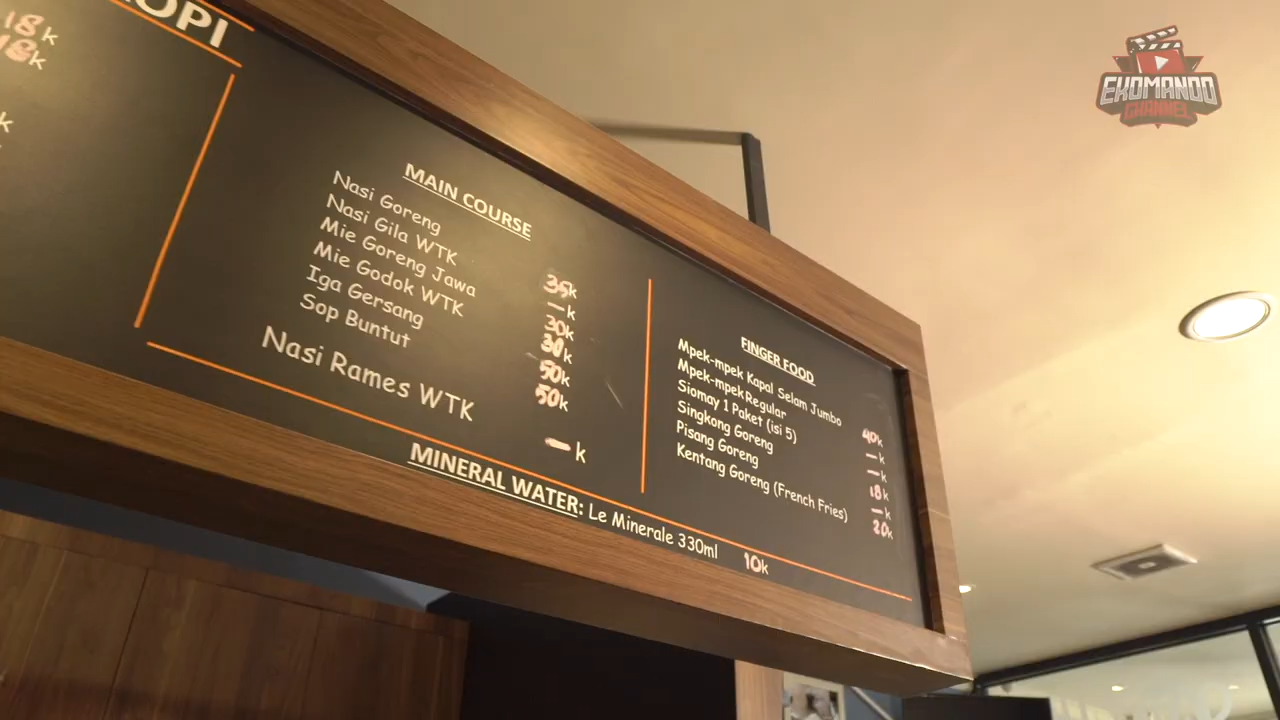 OPI
18k
18k
k
MAIN COURSE
Nasi Goreng 35k
Nasi Gila WTK — k
Mie Goreng Jawa 30k
Mie Godok WTK 30k
Iga Gersang 50k
Sop Buntut 50k
Nasi Rames WTK — k
FINGER FOOD
Mpek-mpek Kapal Selam Jumbo 40k
Mpek-mpek Regular — k
Siomay 1 Paket (isi 5) — k
Singkong Goreng 18k
Pisang Goreng — k
Kentang Goreng (French Fries) 20k
MINERAL WATER: Le Minerale 330ml 10k
EKOMANDO
CHANNEL